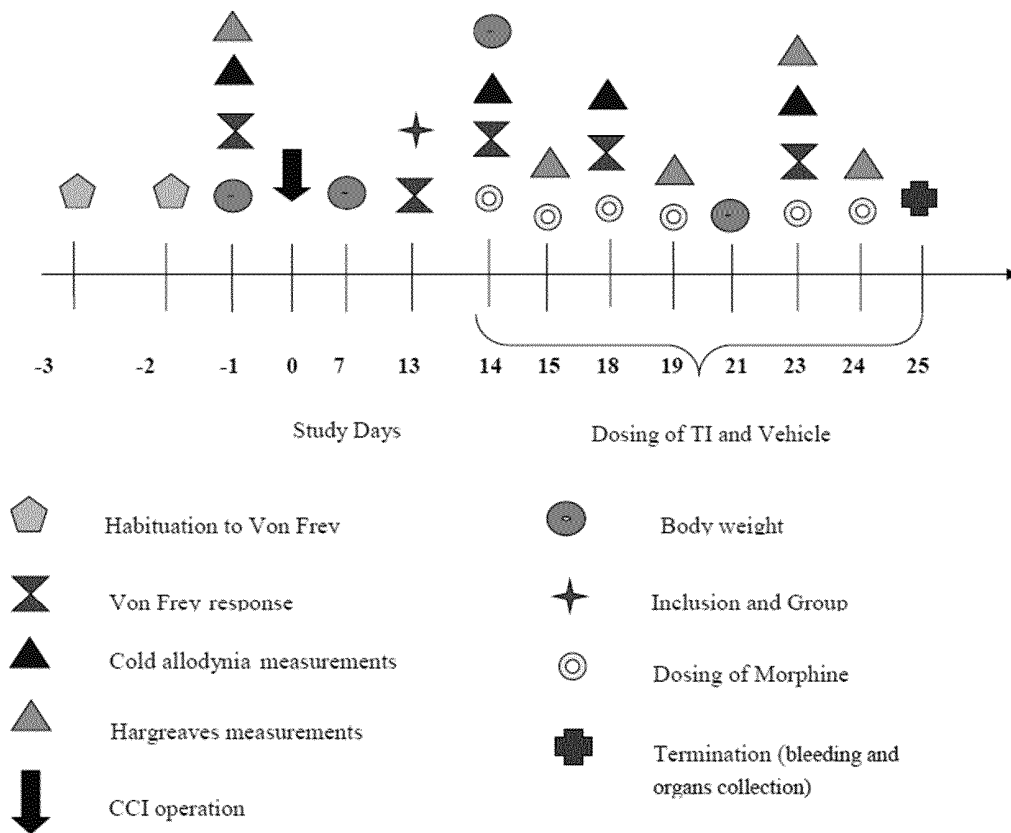 -3 -2 -1 0 7 13 14 15 18 19 21 23 24 25
Study Days
Dosing of TI and Vehicle
Habituation to Von Frey
Von Frey response
Cold allodynia measurements
Hargreaves measurements
CCI operation
Body weight
Inclusion and Group
Dosing of Morphine
Termination (bleeding and
organs collection)